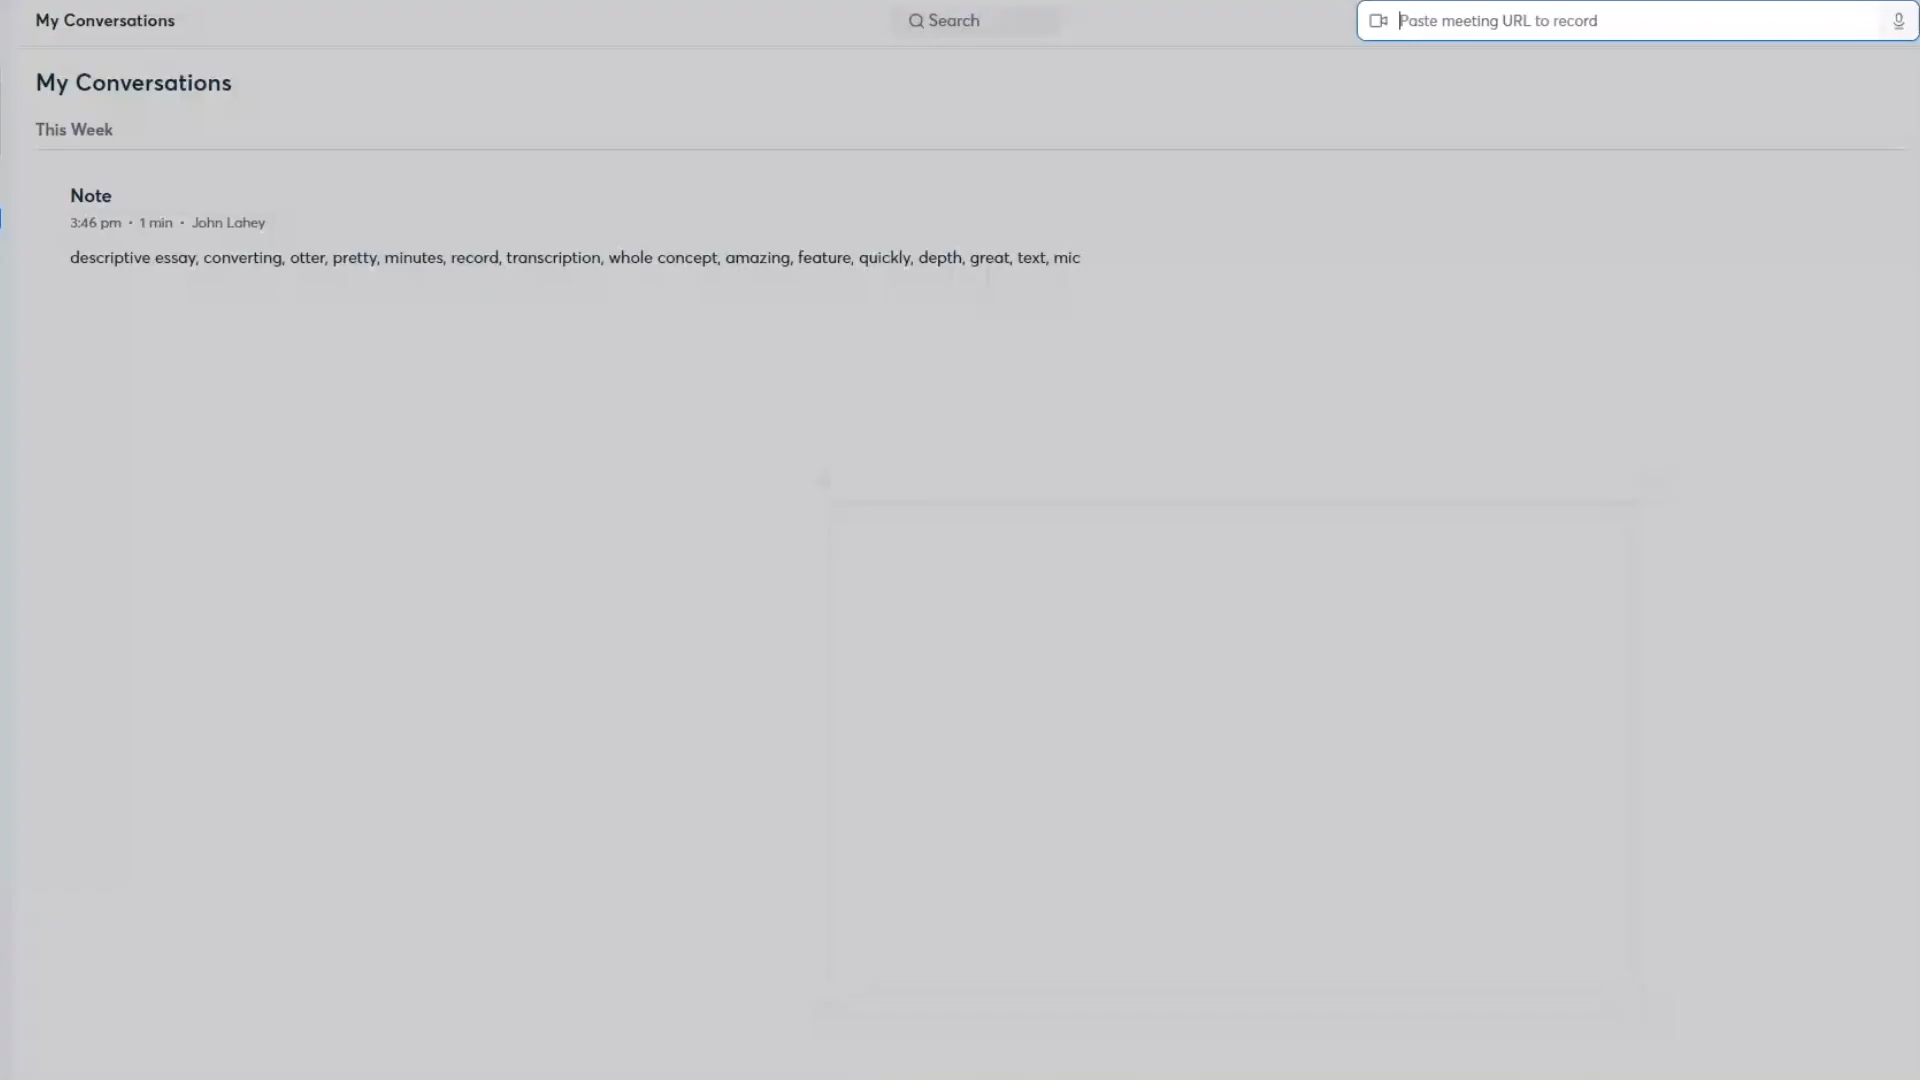 My Conversations
Search
Paste meeting URL to record
My Conversations
This Week
Note
3:46 pm · 1 min · John Lahey
descriptive essay, converting, otter, pretty, minutes, record, transcription, whole concept, amazing, feature, quickly, depth, great, text, mic